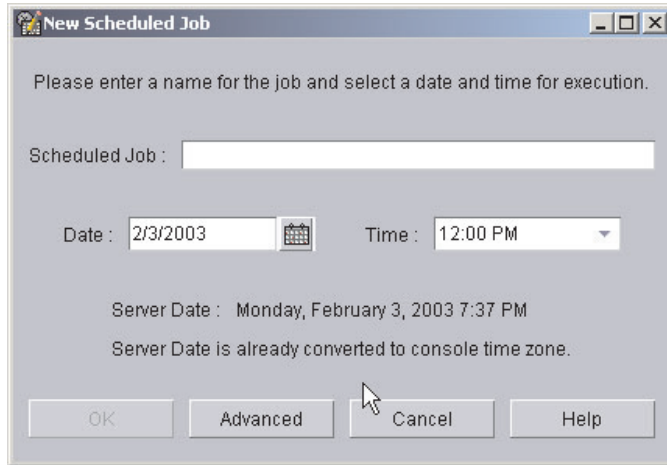 New Scheduled Job
Please enter a name for the job and select a date and time for execution.
Scheduled Job :
Date : 2/3/2003 Time : 12:00 PM
Server Date : Monday, February 3, 2003 7:37 PM
Server Date is already converted to console time zone.
OK Advanced Cancel Help